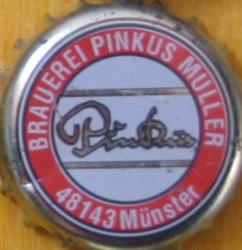 BRAUEREI PINKUS MULLER
Pinkus
48143 Münster